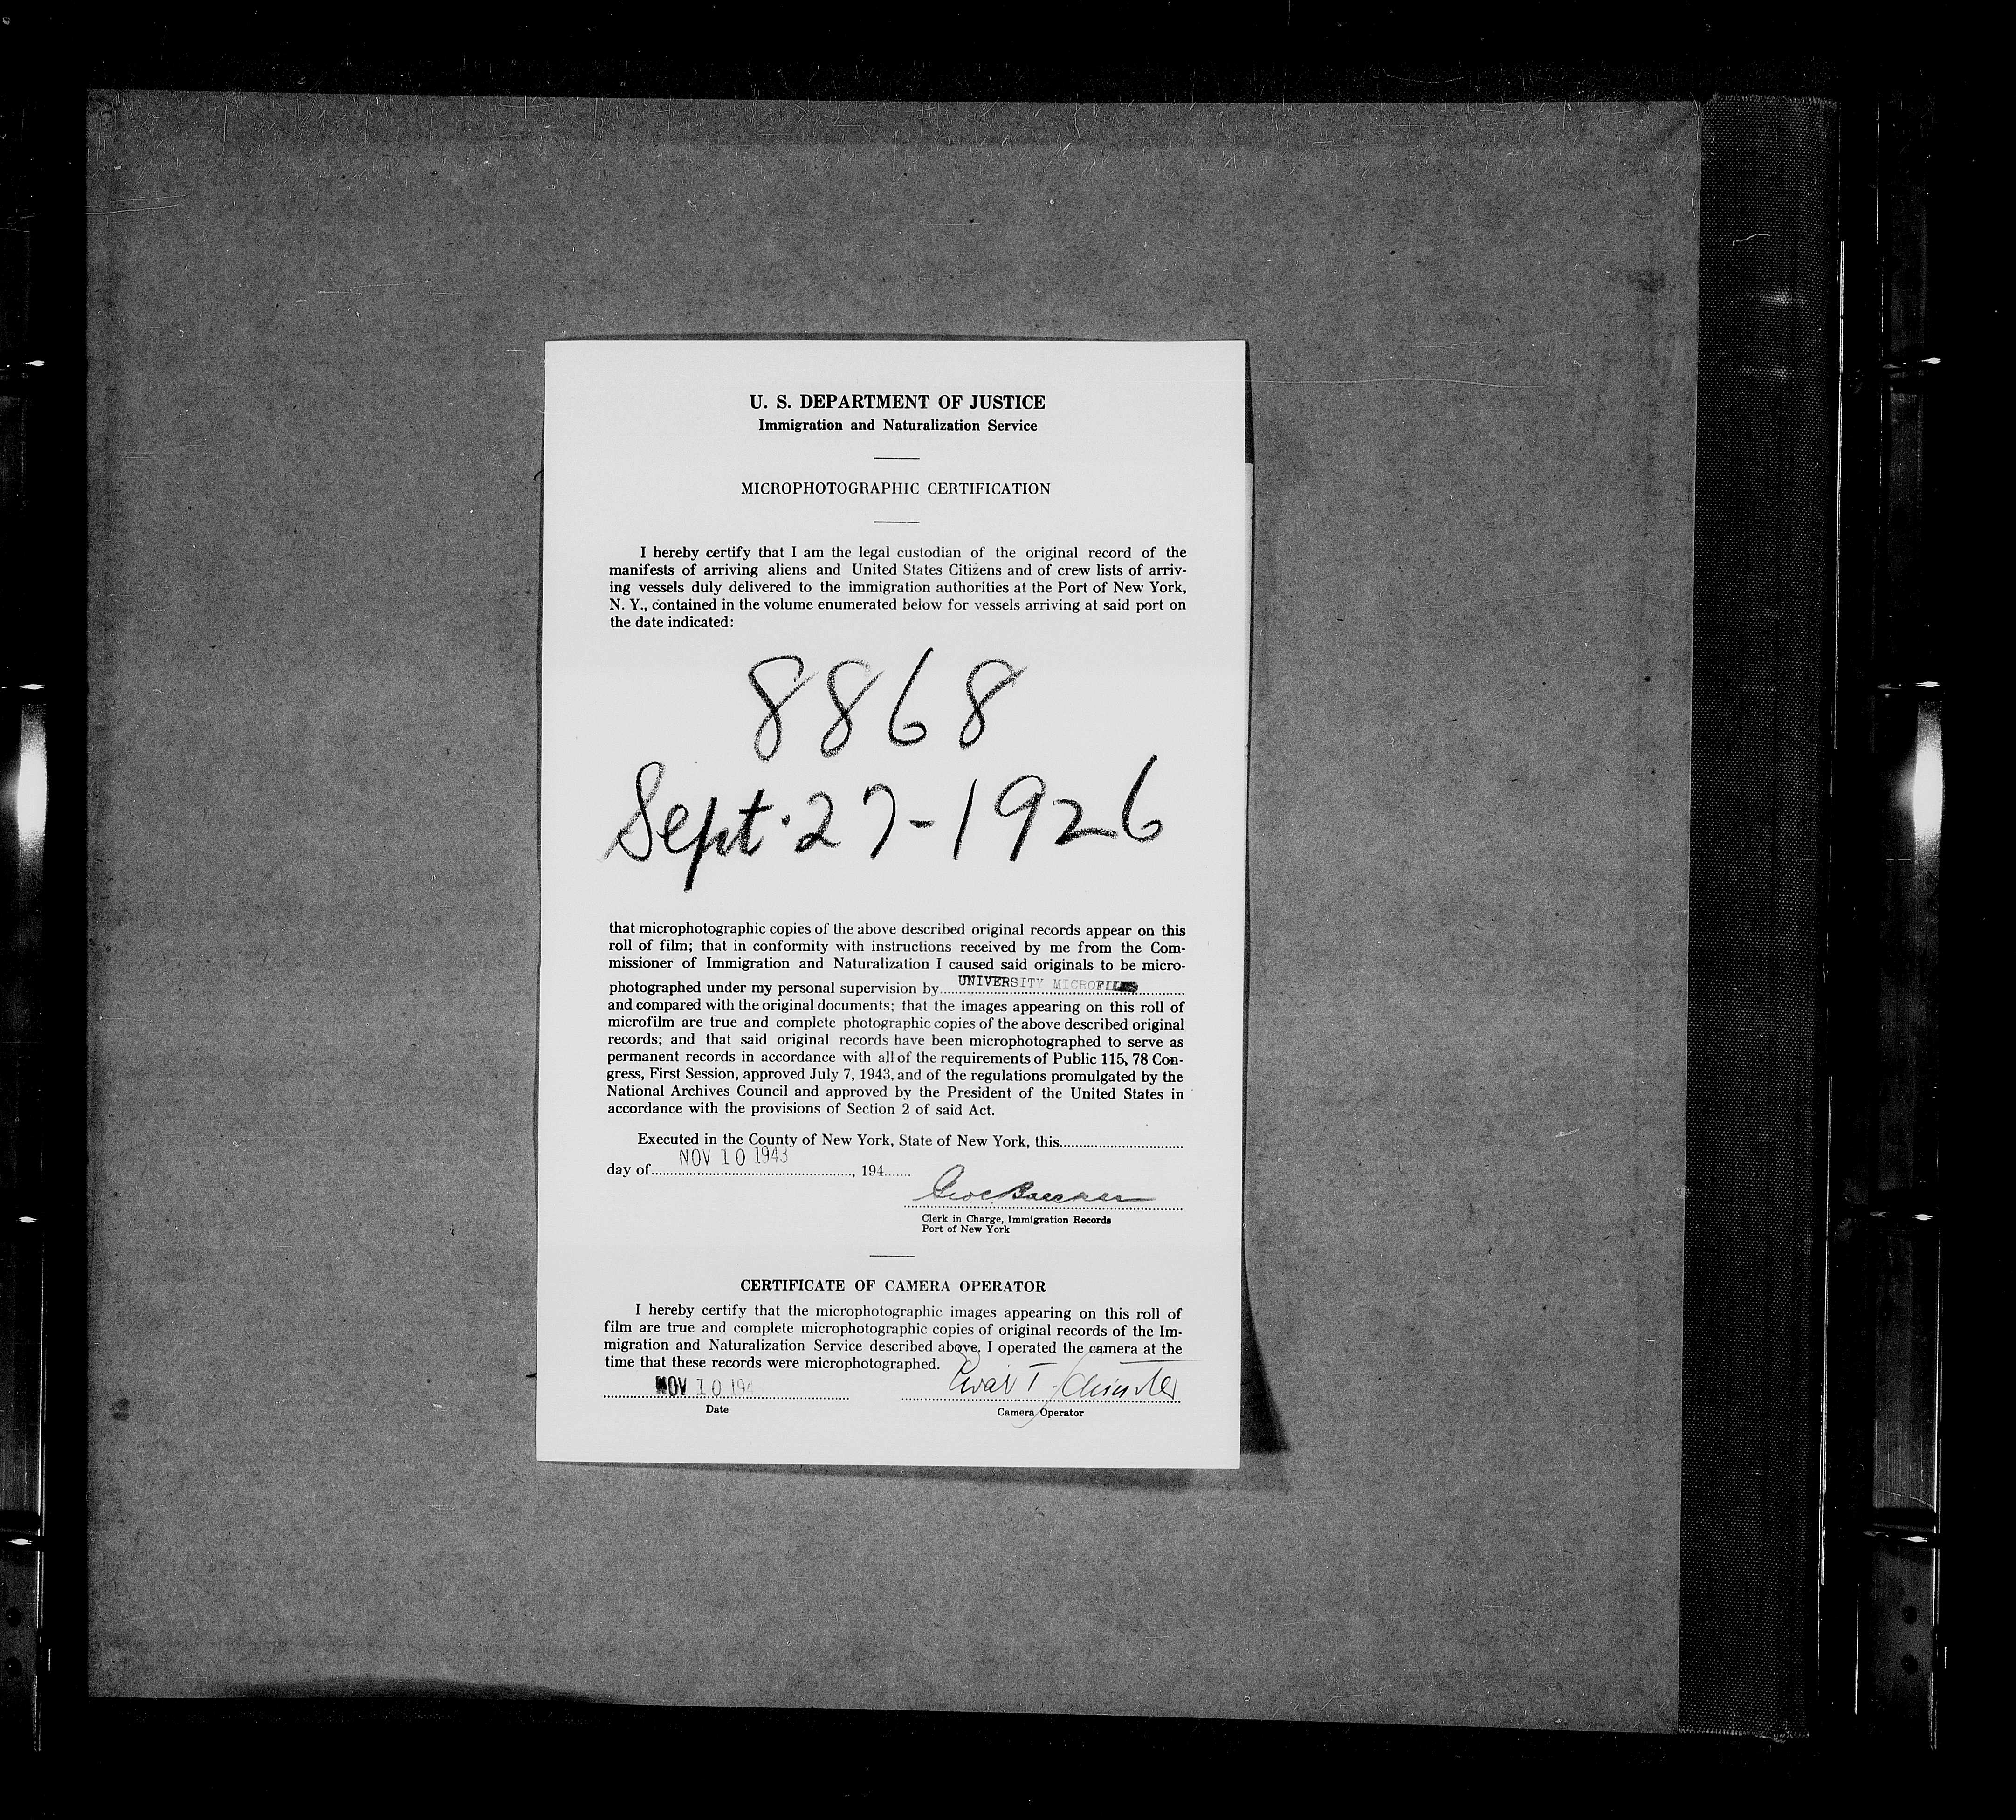 U. S. DEPARTMENT OF JUSTICE
Immigration and Naturalization Service
MICROPHOTOGRAPHIC CERTIFICATION
I hereby certify that I am the legal custodian of the original record of the
manifests of arriving aliens and United States Citizens and of crew lists of arriv-
ing vessels duly delivered to the immigration authorities at the Port of New York,
N. Y., contained in the volume enumerated below for vessels arriving at said port on
the date indicated:
8868
Sept. 27-1926
that microphotographic copies of the above described original records appear on this
roll of film; that in conformity with instructions received by me from the Com-
missioner of Immigration and Naturalization I caused said originals to be micro-
photographed under my personal supervision by UNIVERSITY MICROFILMS
and compared with the original documents; that the images appearing on this roll of
microfilm are true and complete photographic copies of the above described original
records; and that said original records have been microphotographed to serve as
permanent records in accordance with all of the requirements of Public 115, 78 Con-
gress, First Session, approved July 7, 1943, and of the regulations promulgated by the
National Archives Council and approved by the President of the United States in
accordance with the provisions of Section 2 of said Act.
Executed in the County of New York, State of New York, this
day of NOV 10 1943, 194
Clerk in Charge, Immigration Records
Port of New York
CERTIFICATE OF CAMERA OPERATOR
I hereby certify that the microphotographic images appearing on this roll of
film are true and complete microphotographic copies of original records of the Im-
migration and Naturalization Service described above. I operated the camera at the
time that these records were microphotographed.
NOV 10 194
Date
Camera Operator